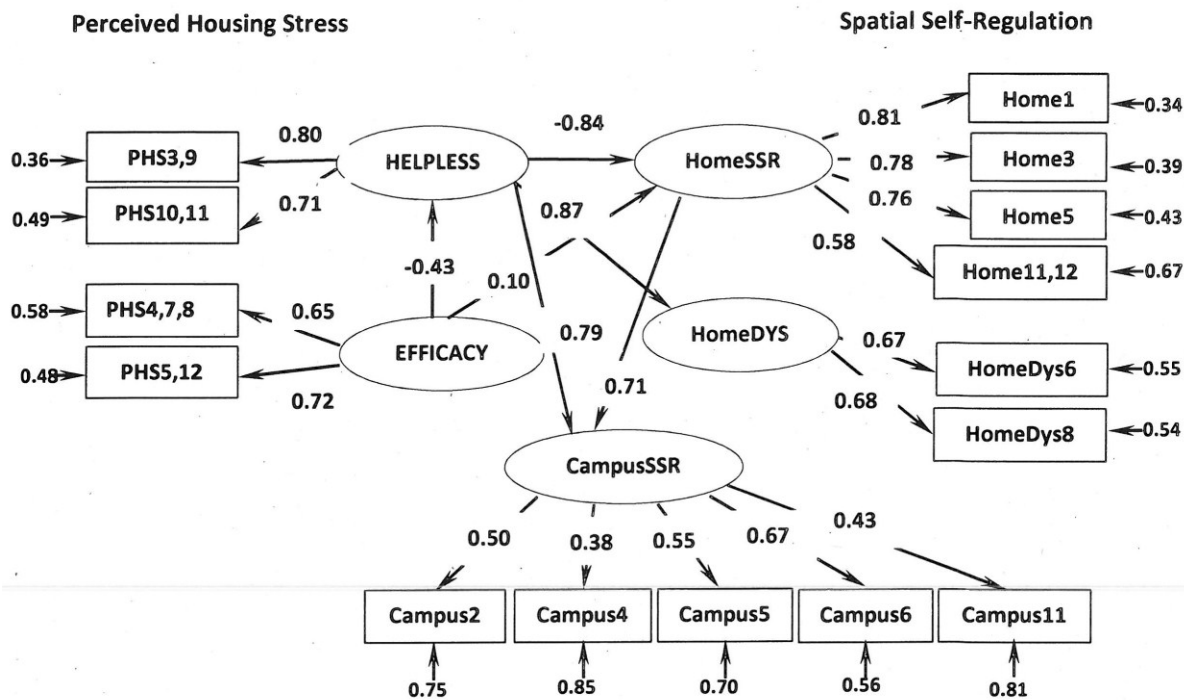 Perceived Housing Stress
Spatial Self-Regulation
Home1
0.34
-0.84
0.81
0.80
0.36
PHS3,9
HELPLESS
HomeSSR
0.78
Home3
0.39
0.71
0.87
0.76
0.49
PHS10,11
Home5
0.43
0.58
-0.43
0.10
Home11,12
0.67
0.58
PHS4,7,8
0.65
0.79
HomeDYS
0.67
EFFICACY
HomeDys6
0.55
0.48
PHS5,12
0.71
0.72
0.68
HomeDys8
0.54
CampusSSR
0.50
0.38
0.55
0.67
0.43
Campus2
Campus4
Campus5
Campus6
Campus11
0.75
0.85
0.70
0.56
0.81